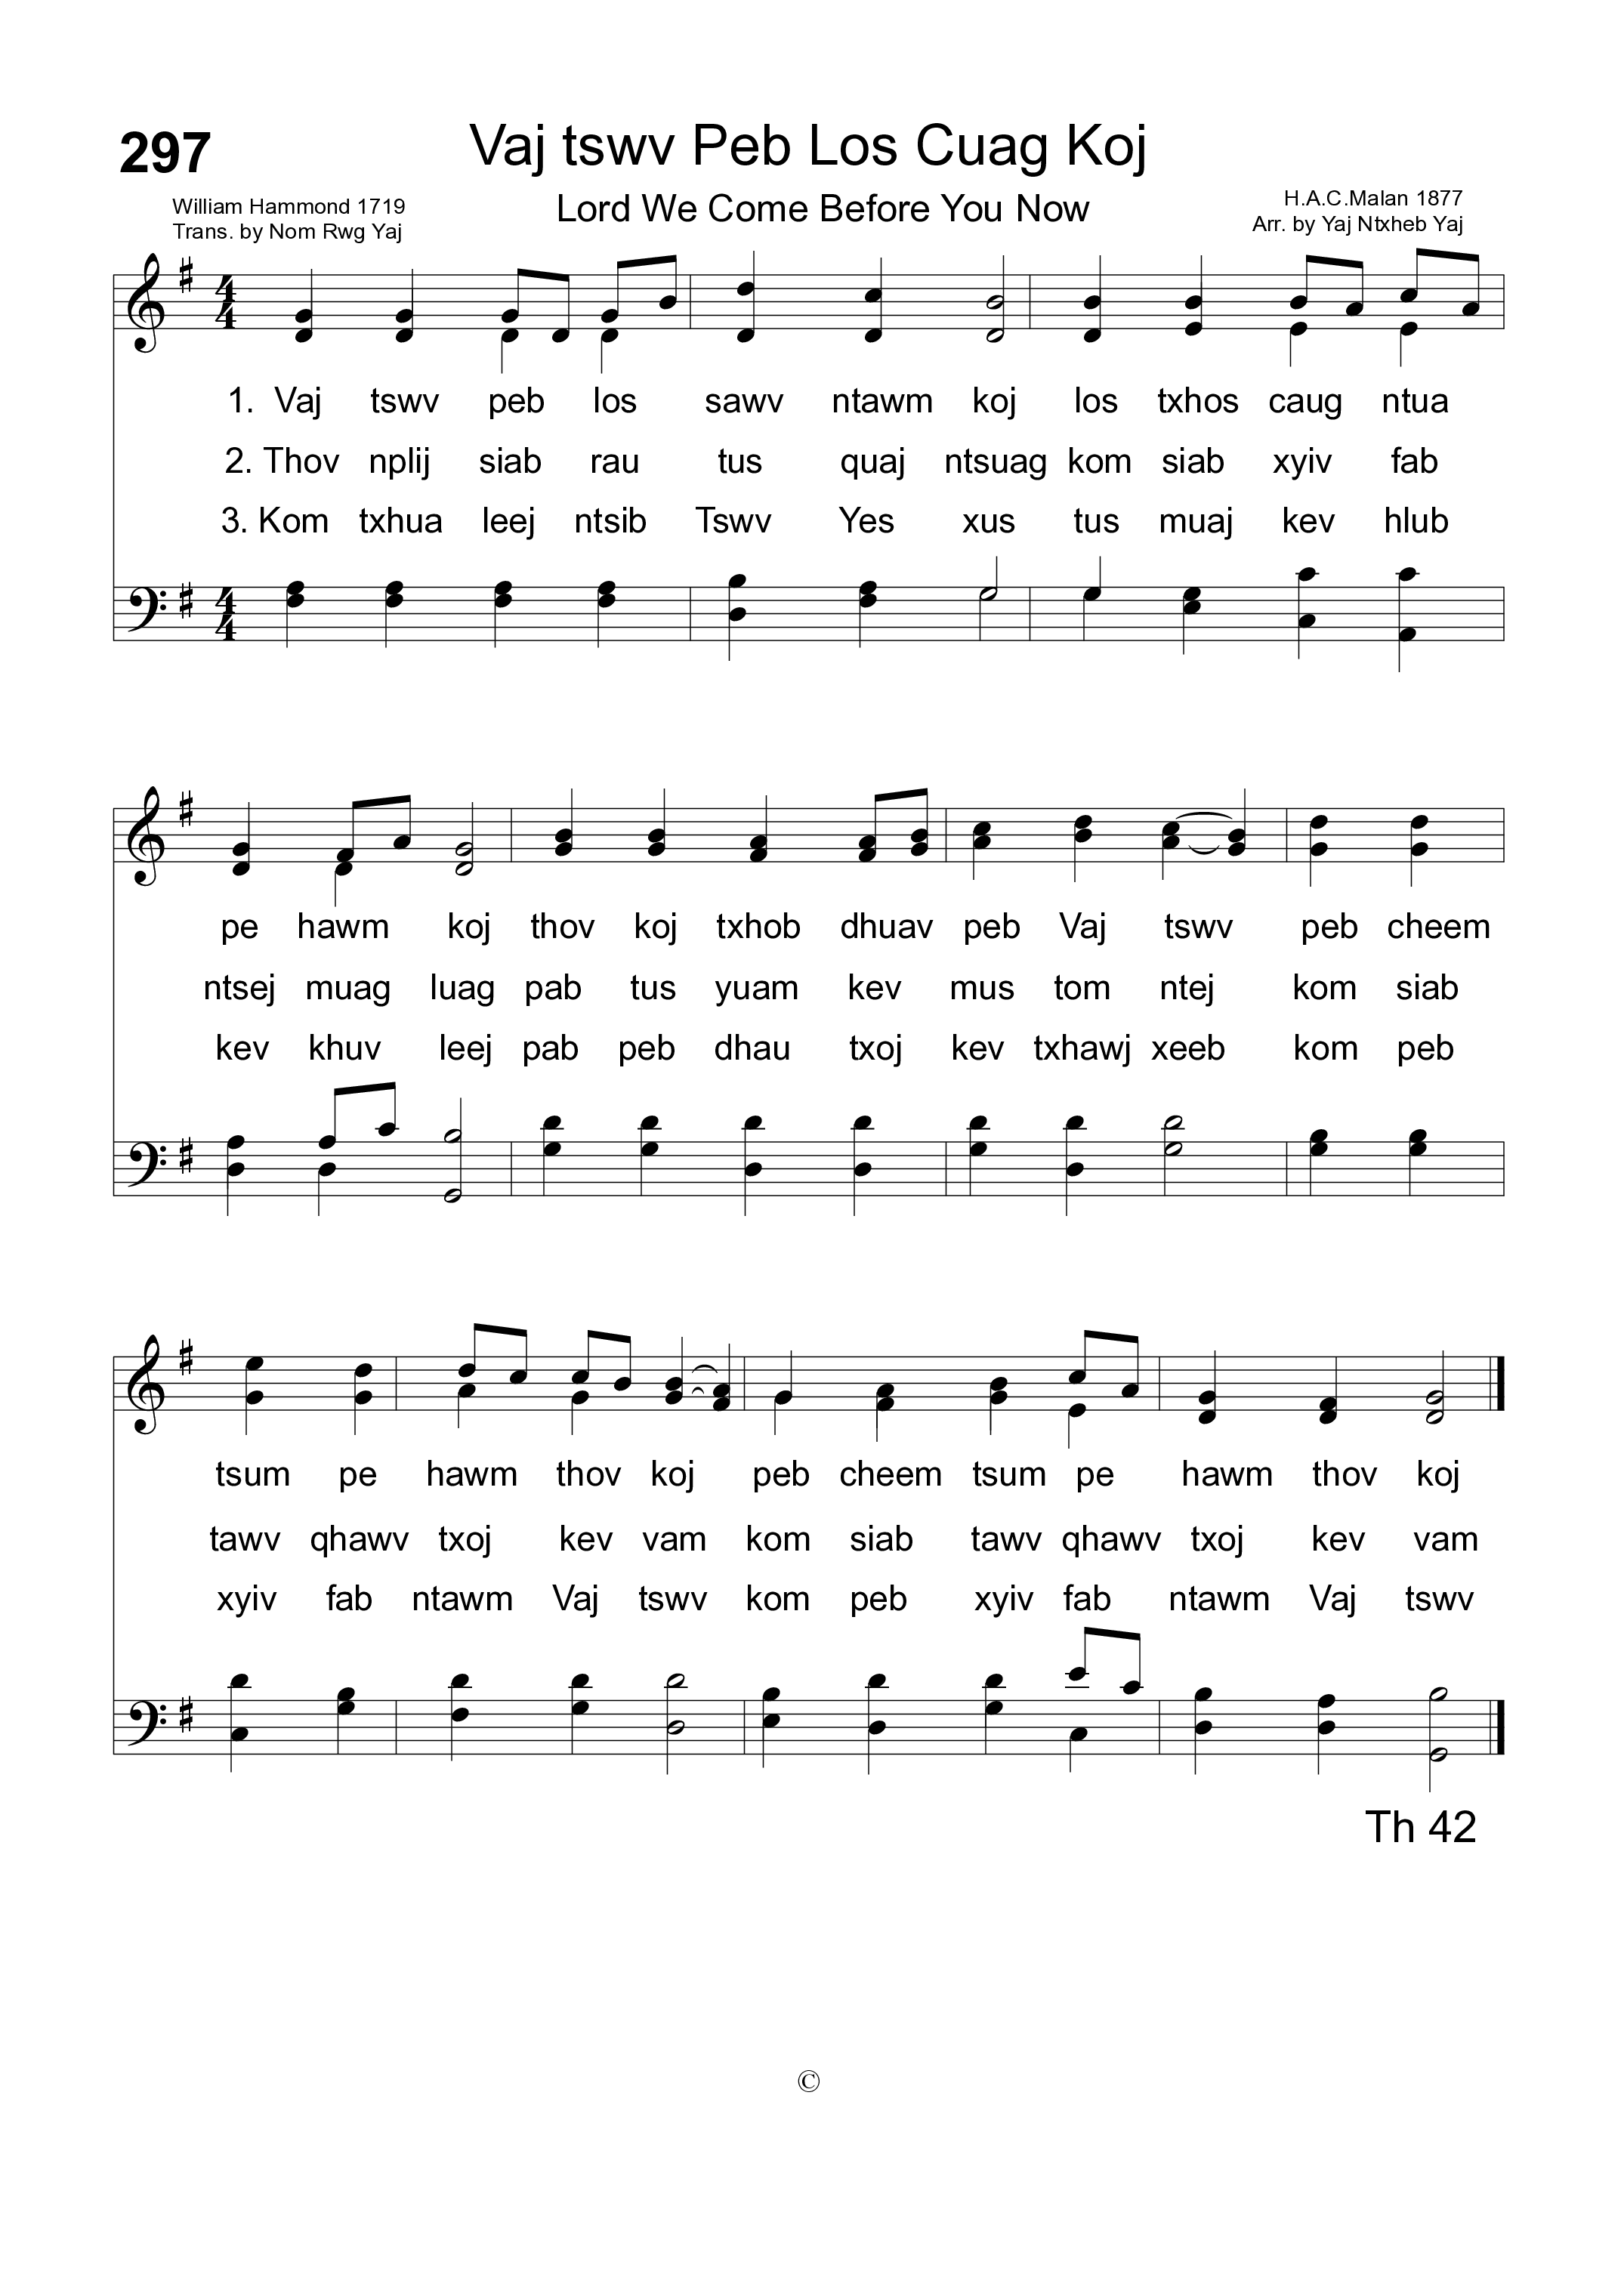 297
Vaj tswv Peb Los Cuag Koj
William Hammond 1719
Lord We Come Before You Now
H.A.C.Malan 1877
Trans. by Nom Rwg Yaj
Arr. by Yaj Ntxheb Yaj
1. Vaj tswv peb los sawv ntawm koj los txhos caug ntua
2. Thov nplij siab rau tus quaj ntsuag kom siab xyiv fab
3. Kom txhua leej ntsib Tswv Yes xus tus muaj kev hlub
pe hawm koj thov koj txhob dhuav peb Vaj tswv peb cheem
ntsej muag luag pab tus yuam kev mus tom ntej kom siab
kev khuv leej pab peb dhau txoj kev txhawj xeeb kom peb
tsum pe hawm thov koj peb cheem tsum pe hawm thov koj
tawv qhawv txoj kev vam kom siab tawv qhawv txoj kev vam
xyiv fab ntawm Vaj tswv kom peb xyiv fab ntawm Vaj tswv
Th 42
©